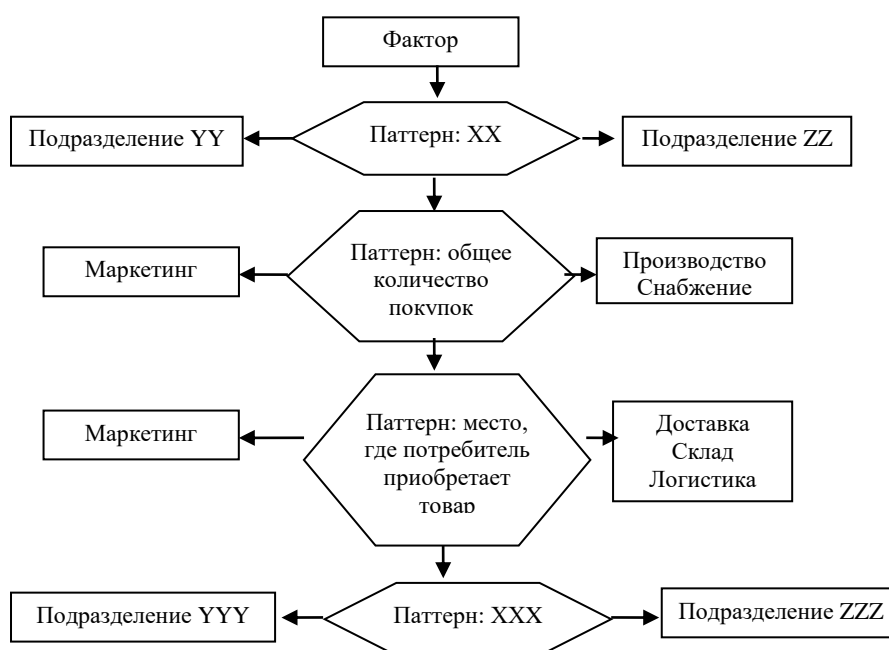 Фактор
Подразделение YY
Паттерн: XX
Подразделение ZZ
Маркетинг
Паттерн: общее
количество
покупок
Производство
Снабжение
Маркетинг
Паттерн: место,
где потребитель
приобретает
товар
Доставка
Склад
Логистика
Подразделение YYY
Паттерн: XXX
Подразделение ZZZ